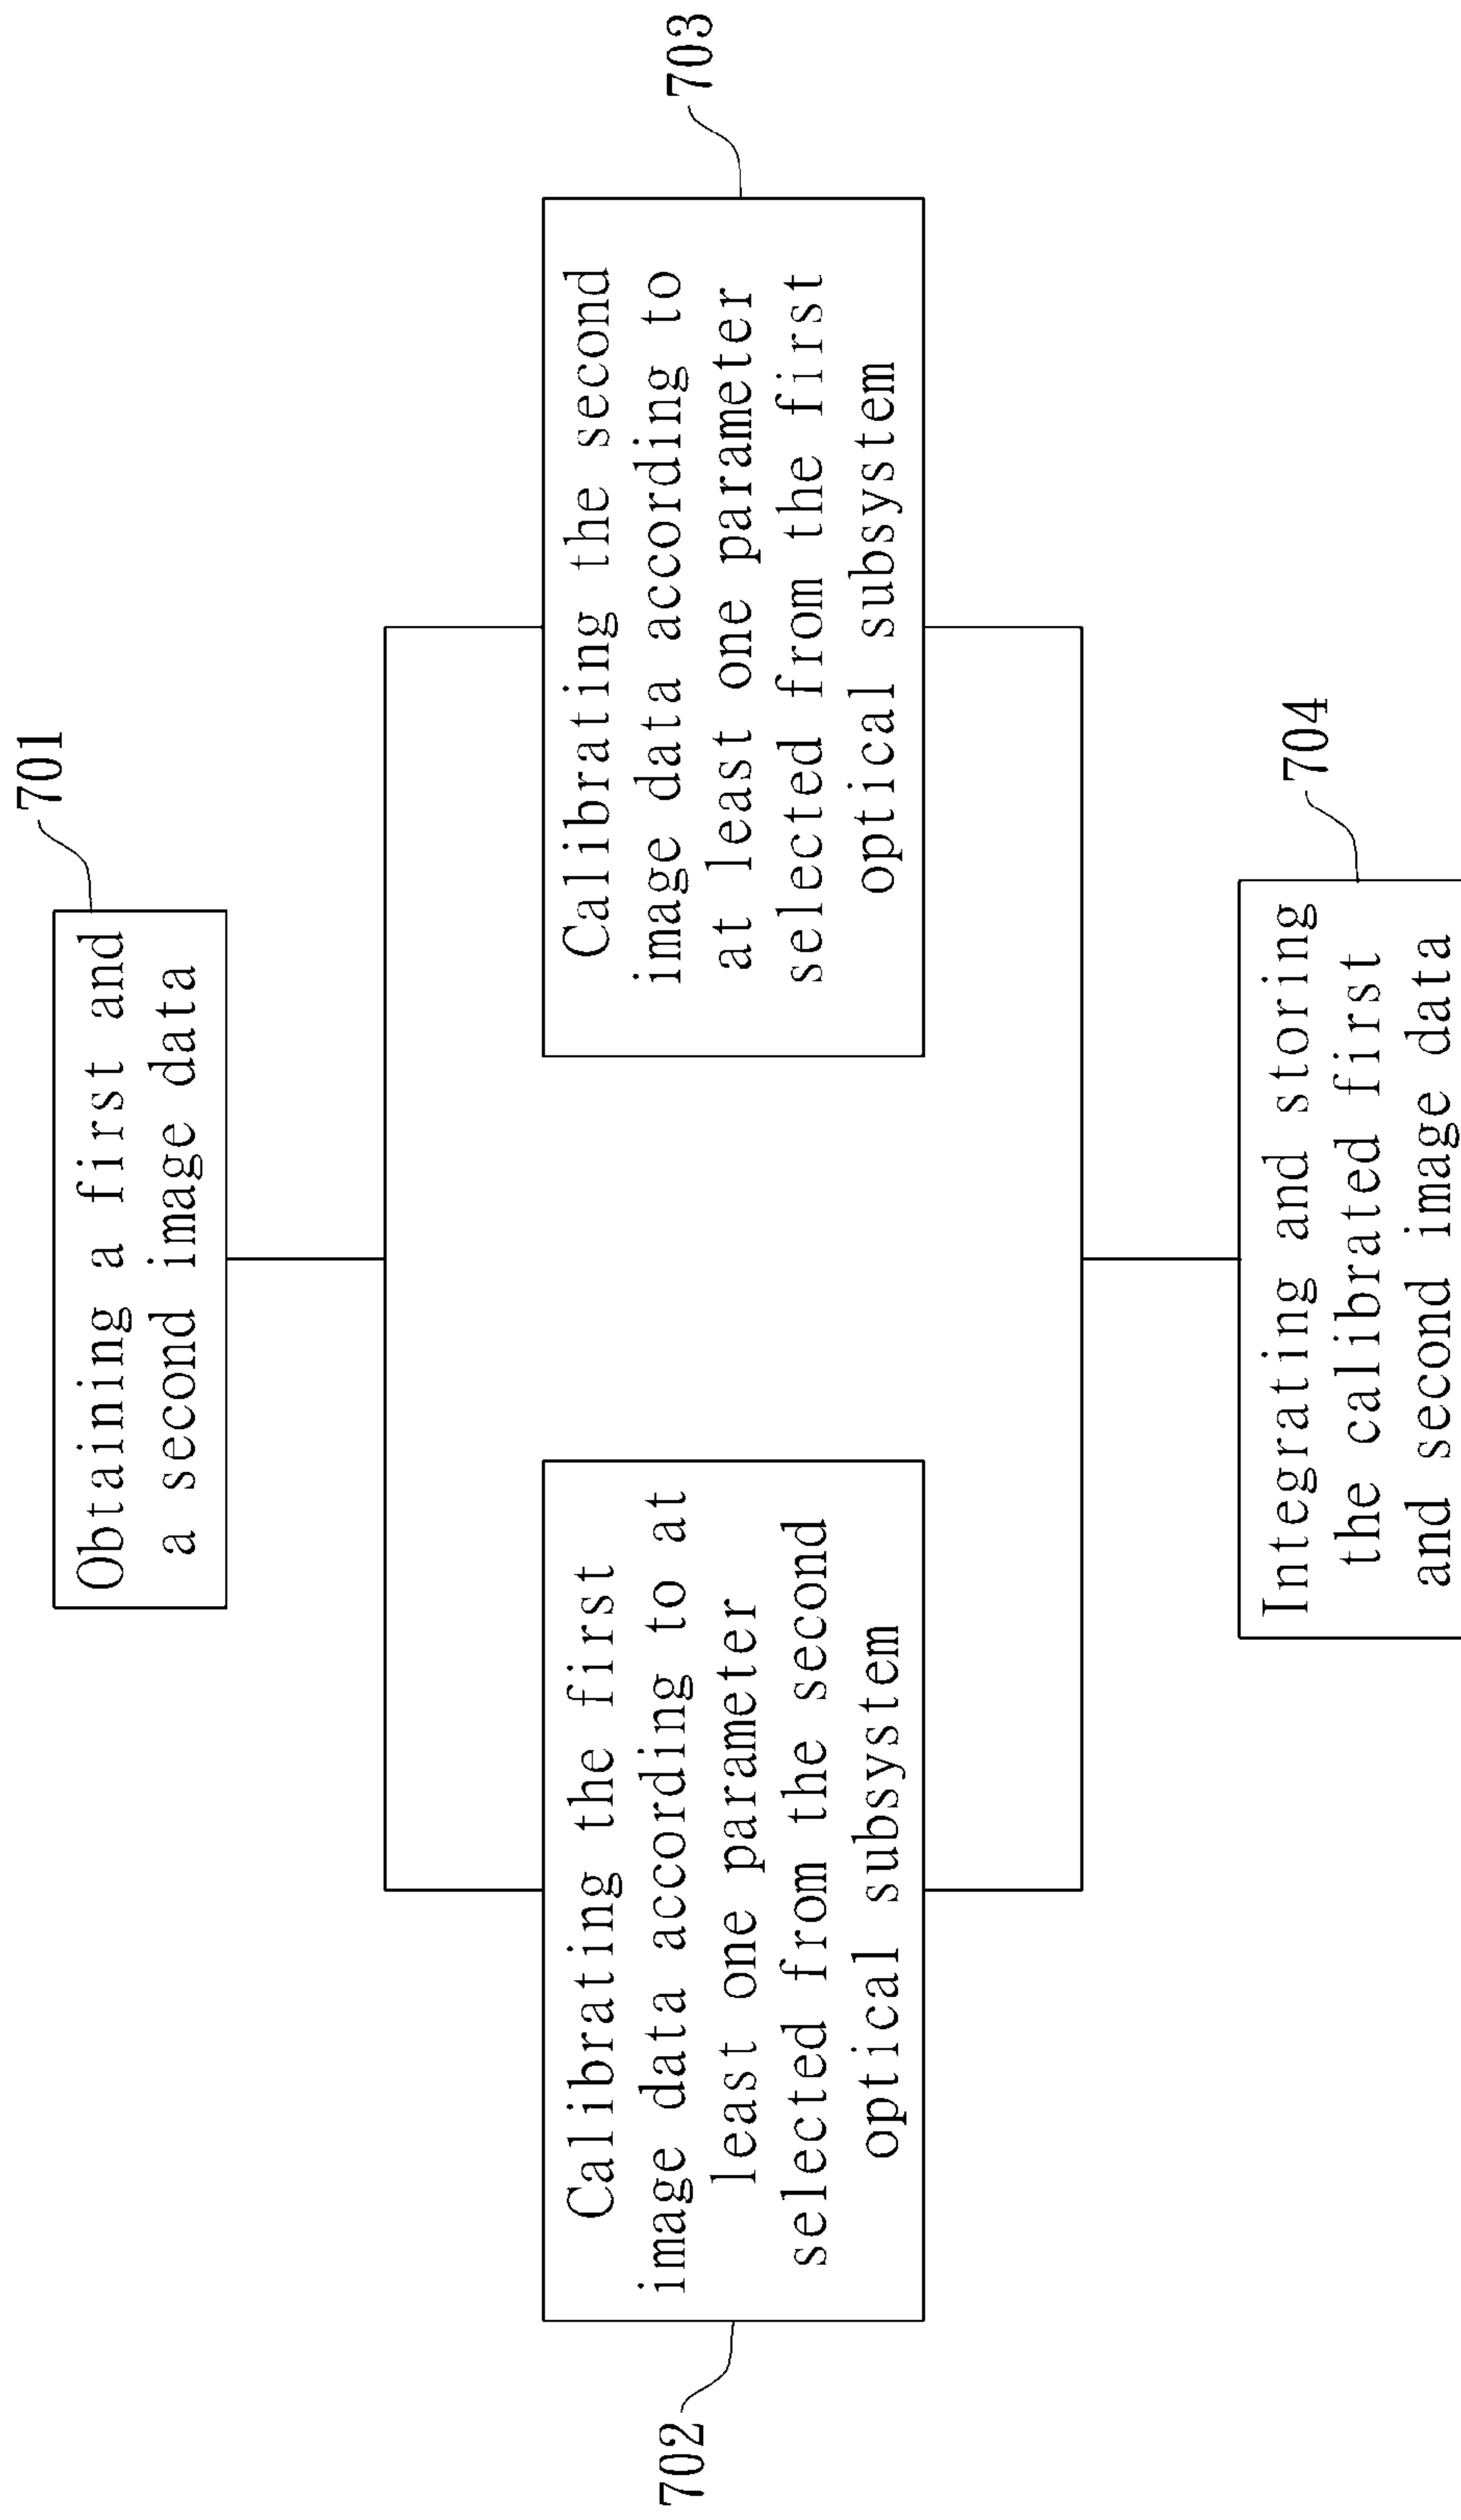 701
Obtaining a first and
a second image data
702
Calibrating the first
image data according to at
least one parameter
selected from the second
optical subsystem
703
Calibrating the second
image data according to
at least one parameter
selected from the first
optical subsystem
704
Integrating and storing
the calibrated first
and second image data